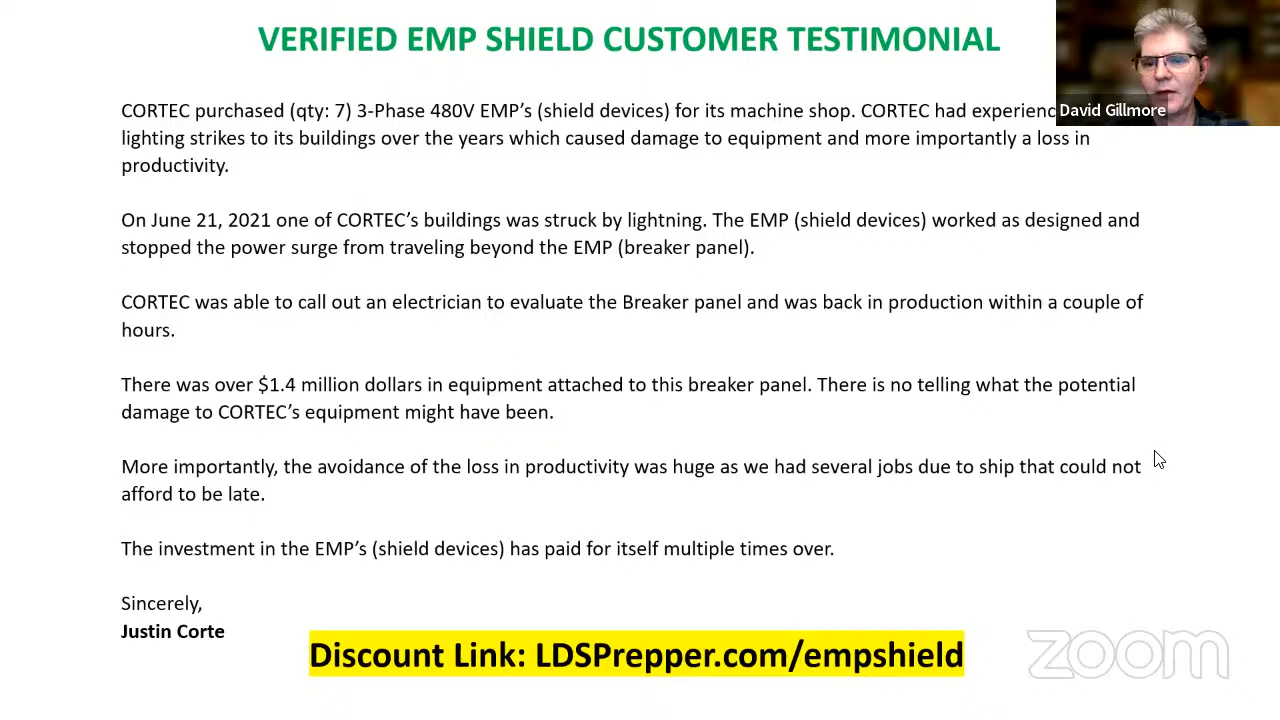 VERIFIED EMP SHIELD CUSTOMER TESTIMONIAL
David Gillmore
CORTEC purchased (qty: 7) 3-Phase 480V EMP’s (shield devices) for its machine shop. CORTEC had experienc
lighting strikes to its buildings over the years which caused damage to equipment and more importantly a loss in
productivity.
On June 21, 2021 one of CORTEC’s buildings was struck by lightning. The EMP (shield devices) worked as designed and
stopped the power surge from traveling beyond the EMP (breaker panel).
CORTEC was able to call out an electrician to evaluate the Breaker panel and was back in production within a couple of
hours.
There was over $1.4 million dollars in equipment attached to this breaker panel. There is no telling what the potential
damage to CORTEC’s equipment might have been.
More importantly, the avoidance of the loss in productivity was huge as we had several jobs due to ship that could not
afford to be late.
The investment in the EMP’s (shield devices) has paid for itself multiple times over.
Sincerely,
Justin Corte
Discount Link: LDSPrepper.com/empshield
zoom